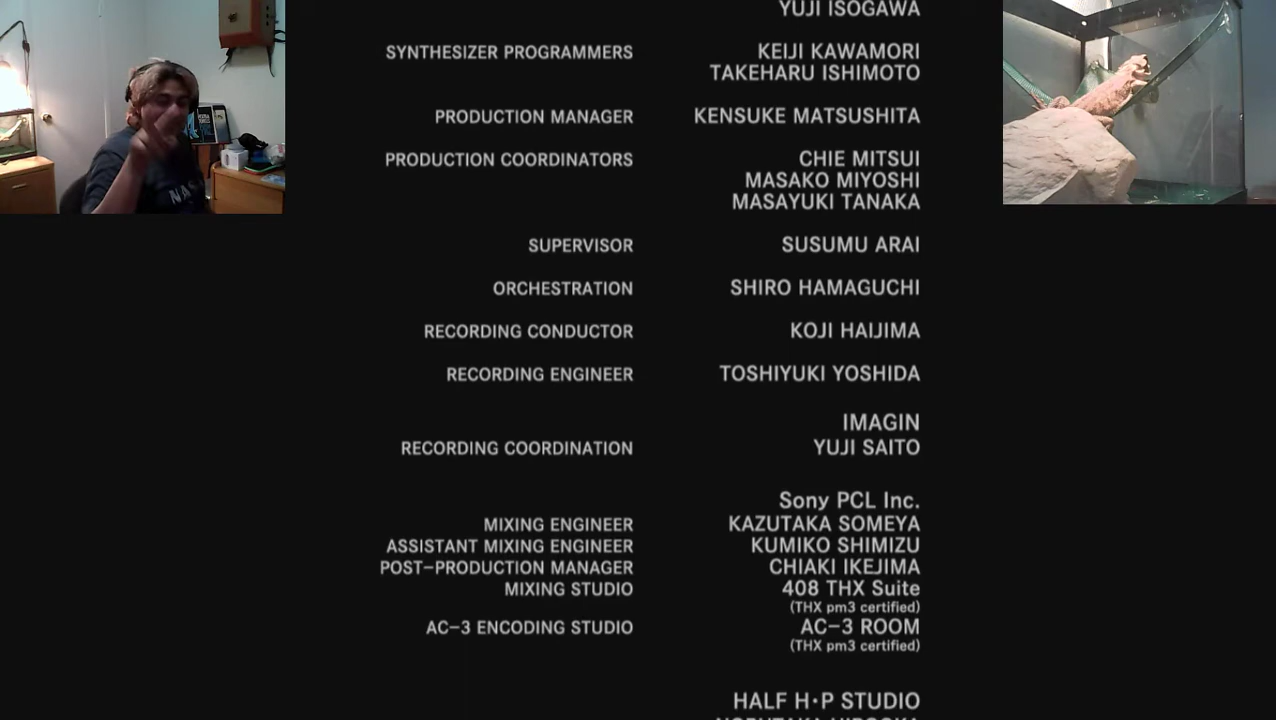 YUJI ISOGAWA
SYNTHESIZER PROGRAMMERS KEIJI KAWAMORI
TAKEHARU ISHIMOTO
PRODUCTION MANAGER KENSUKE MATSUSHITA
PRODUCTION COORDINATORS CHIE MITSUI
MASAKO MIYOSHI
MASAYUKI TANAKA
SUPERVISOR SUSUMU ARAI
ORCHESTRATION SHIRO HAMAGUCHI
RECORDING CONDUCTOR KOJI HAIJIMA
RECORDING ENGINEER TOSHIYUKI YOSHIDA
IMAGIN
RECORDING COORDINATION YUJI SAITO
Sony PCL Inc.
MIXING ENGINEER KAZUTAKA SOMEYA
ASSISTANT MIXING ENGINEER KUMIKO SHIMIZU
POST-PRODUCTION MANAGER CHIAKI IKEJIMA
MIXING STUDIO 408 THX Suite
(THX pm3 certified)
AC-3 ENCODING STUDIO AC-3 ROOM
(THX pm3 certified)
HALF H·P STUDIO